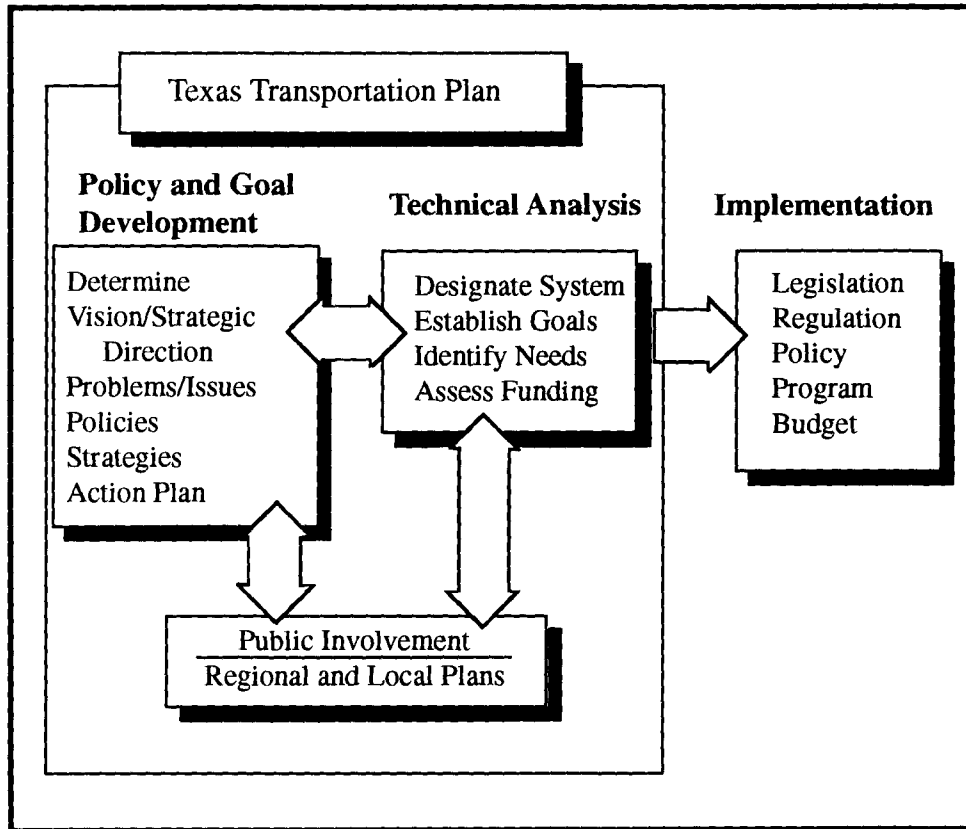 Texas Transportation Plan
Policy and Goal
Development
Determine
Vision/Strategic
Direction
Problems/Issues
Policies
Strategies
Action Plan
Technical Analysis
Designate System
Establish Goals
Identify Needs
Assess Funding
Implementation
Legislation
Regulation
Policy
Program
Budget
Public Involvement
Regional and Local Plans